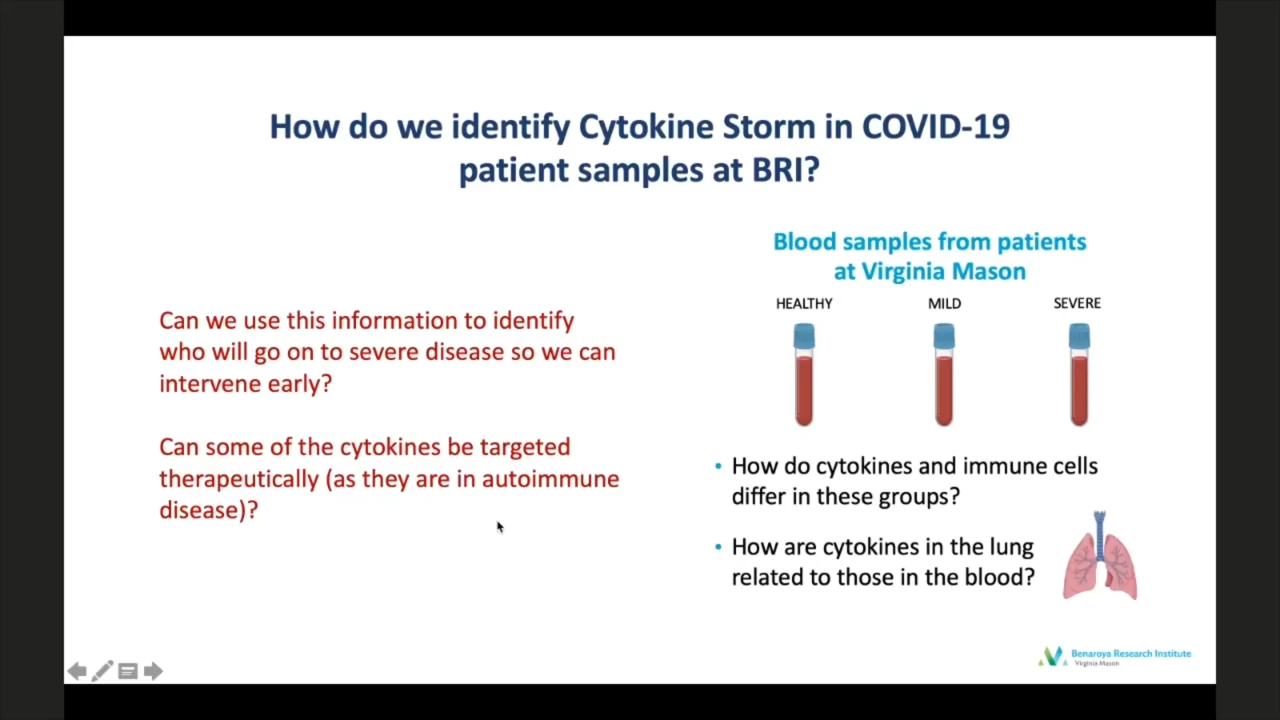 How do we identify Cytokine Storm in COVID-19
patient samples at BRI?
Can we use this information to identify
who will go on to severe disease so we can
intervene early?
Can some of the cytokines be targeted
therapeutically (as they are in autoimmune
disease)?
Blood samples from patients
at Virginia Mason
HEALTHY MILD SEVERE
• How do cytokines and immune cells
differ in these groups?
• How are cytokines in the lung
related to those in the blood?
Benaroya Research Institute
Virginia Mason